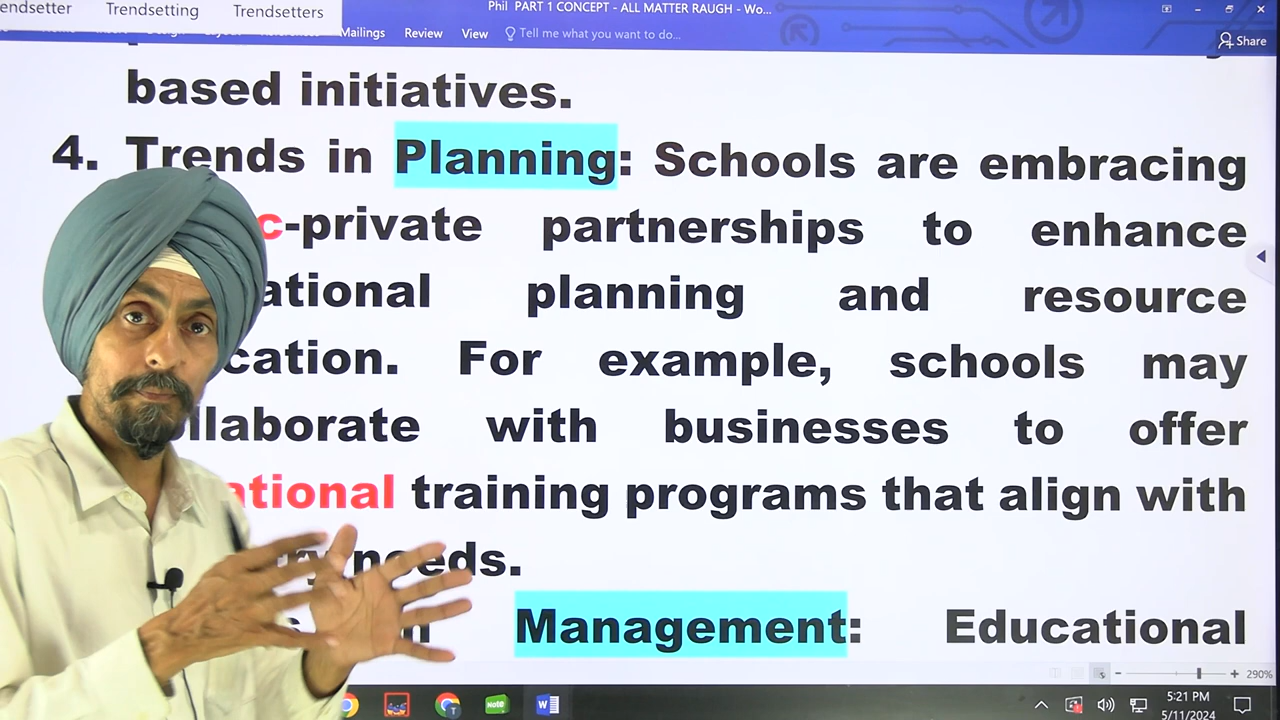 endsetter Trendsetting Trendsetters
Phil PART 1 CONCEPT - ALL MATTER RAUGH - Wo...
Mailings Review View Tell me what you want to do...
Share
based initiatives.
4. Trends in Planning: Schools are embracing
c-private partnerships to enhance
ational planning and resource
cation. For example, schools may
llaborate with businesses to offer
ational training programs that align with
ry needs.
Management: Educational
290%
Note
5:21 PM
5/11/2024